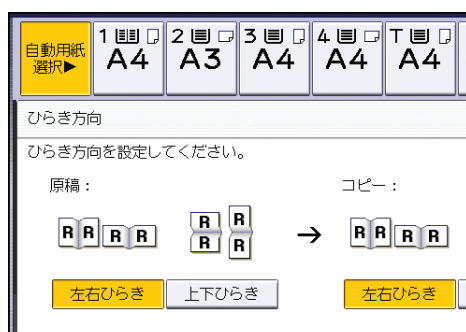 自動用紙
選択▶
1 A4
2 A3
3 A4
4 A4
T A4
ひらき方向
ひらき方向を設定してください。
原稿： コピー：
R R R R R R R R → R R R R
左右ひらき 上下ひらき 左右ひらき